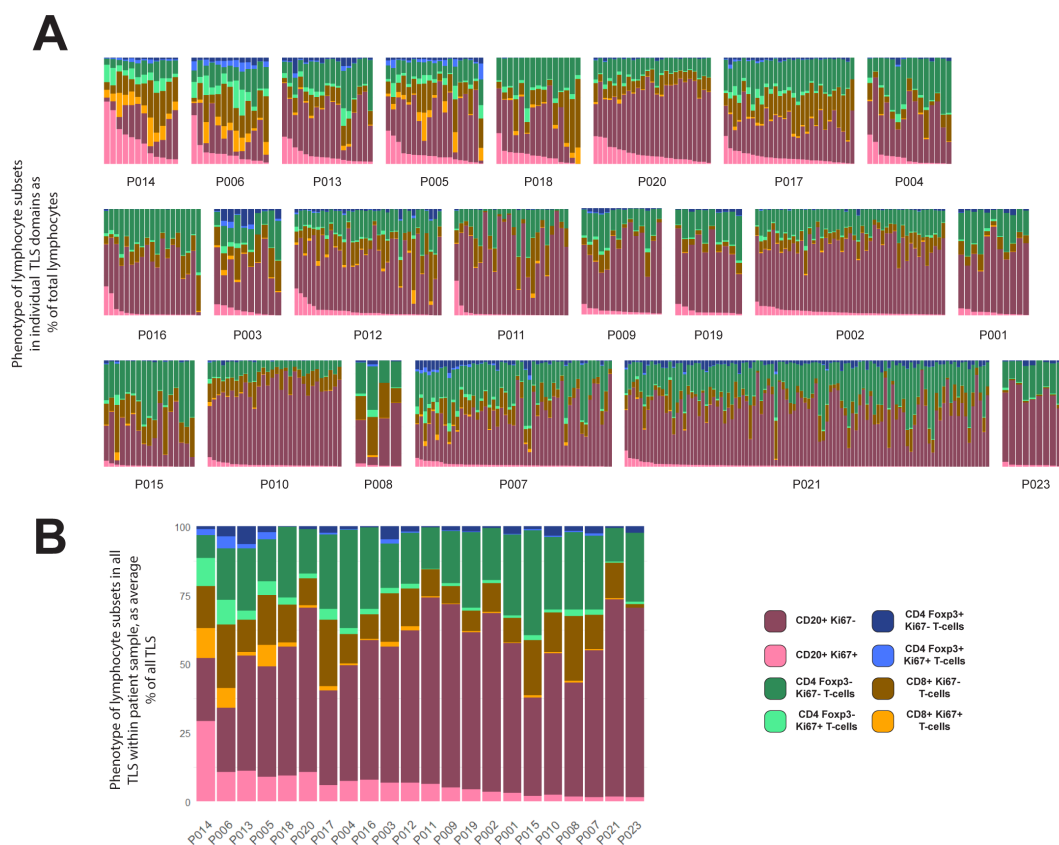 A
Phenotype of lymphocyte subsets
in individual TLS domains as
% of total lymphocytes
P014 P006 P013 P005 P018 P020 P017 P004
P016 P003 P012 P011 P009 P019 P002 P001
P015 P010 P008 P007 P021 P023
B
Phenotype of lymphocyte subsets in all
TLS within patient sample, as average
% of all TLS
100
75
50
25
0
P014 P006 P013 P005 P018 P020 P017 P004 P016 P003 P012 P011 P009 P019 P002 P001 P015 P010 P008 P007 P021 P023
CD20+ Ki67-
CD20+ Ki67+
CD4 Foxp3-
Ki67- T-cells
CD4 Foxp3-
Ki67+ T-cells
CD4 Foxp3+
Ki67- T-cells
CD4 Foxp3+
Ki67+ T-cells
CD8+ Ki67-
T-cells
CD8+ Ki67+
T-cells